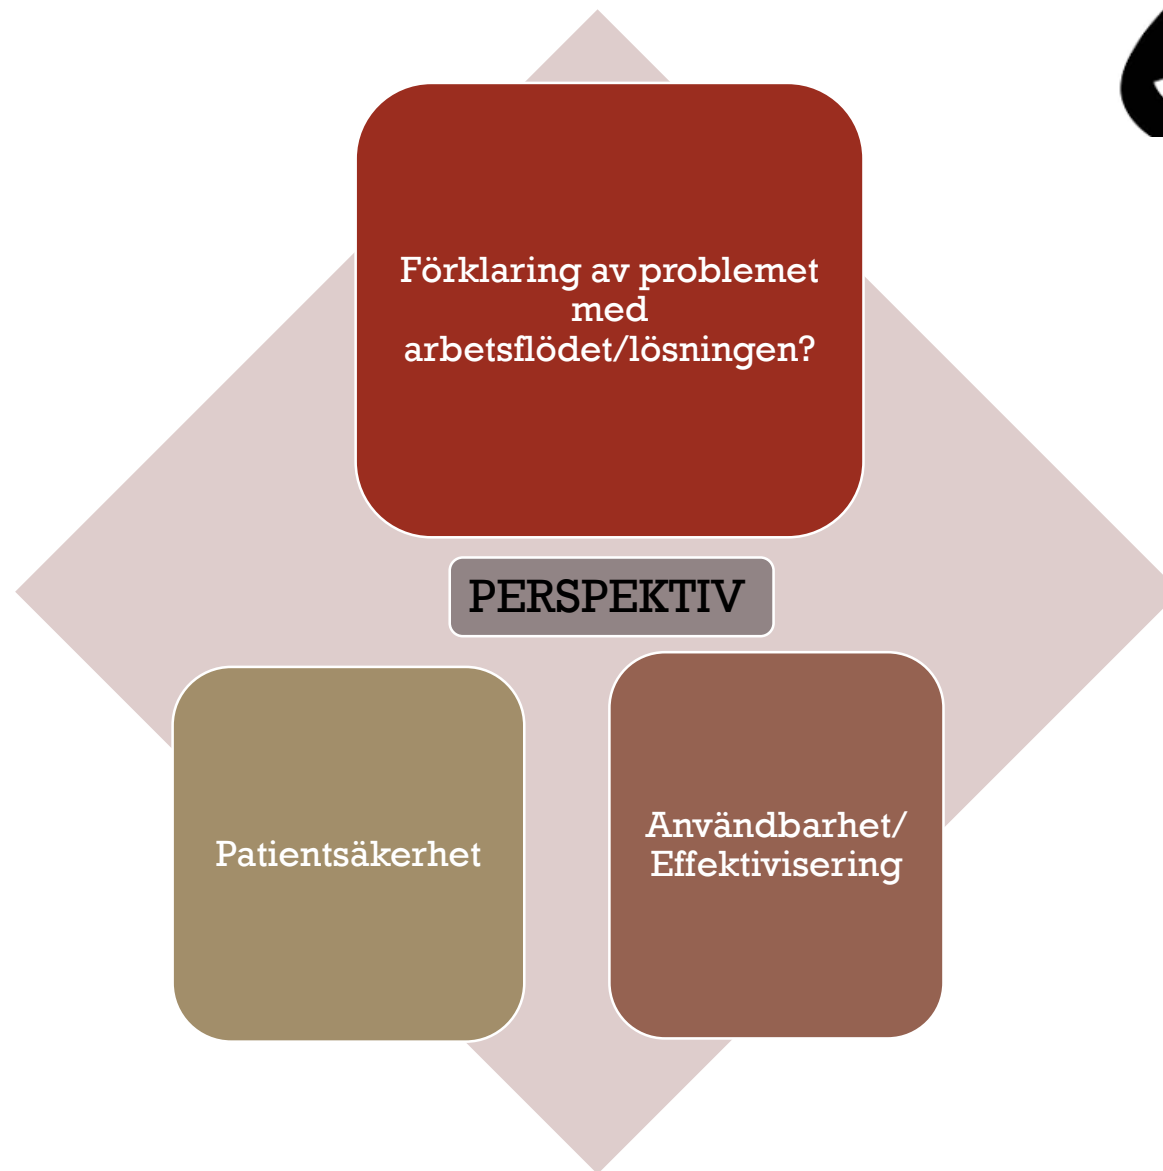 Förklaring av problemet
med
arbetsflödet/lösningen?
PERSPEKTIV
Patientsäkerhet
Användbarhet/
Effektivisering